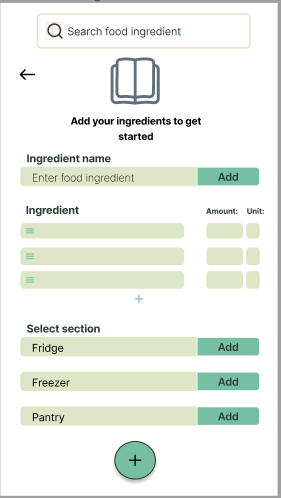 Search food ingredient
Add your ingredients to get
started
Ingredient name
Enter food ingredient Add
Ingredient Amount: Unit:
+
Select section
Fridge Add
Freezer Add
Pantry Add
+